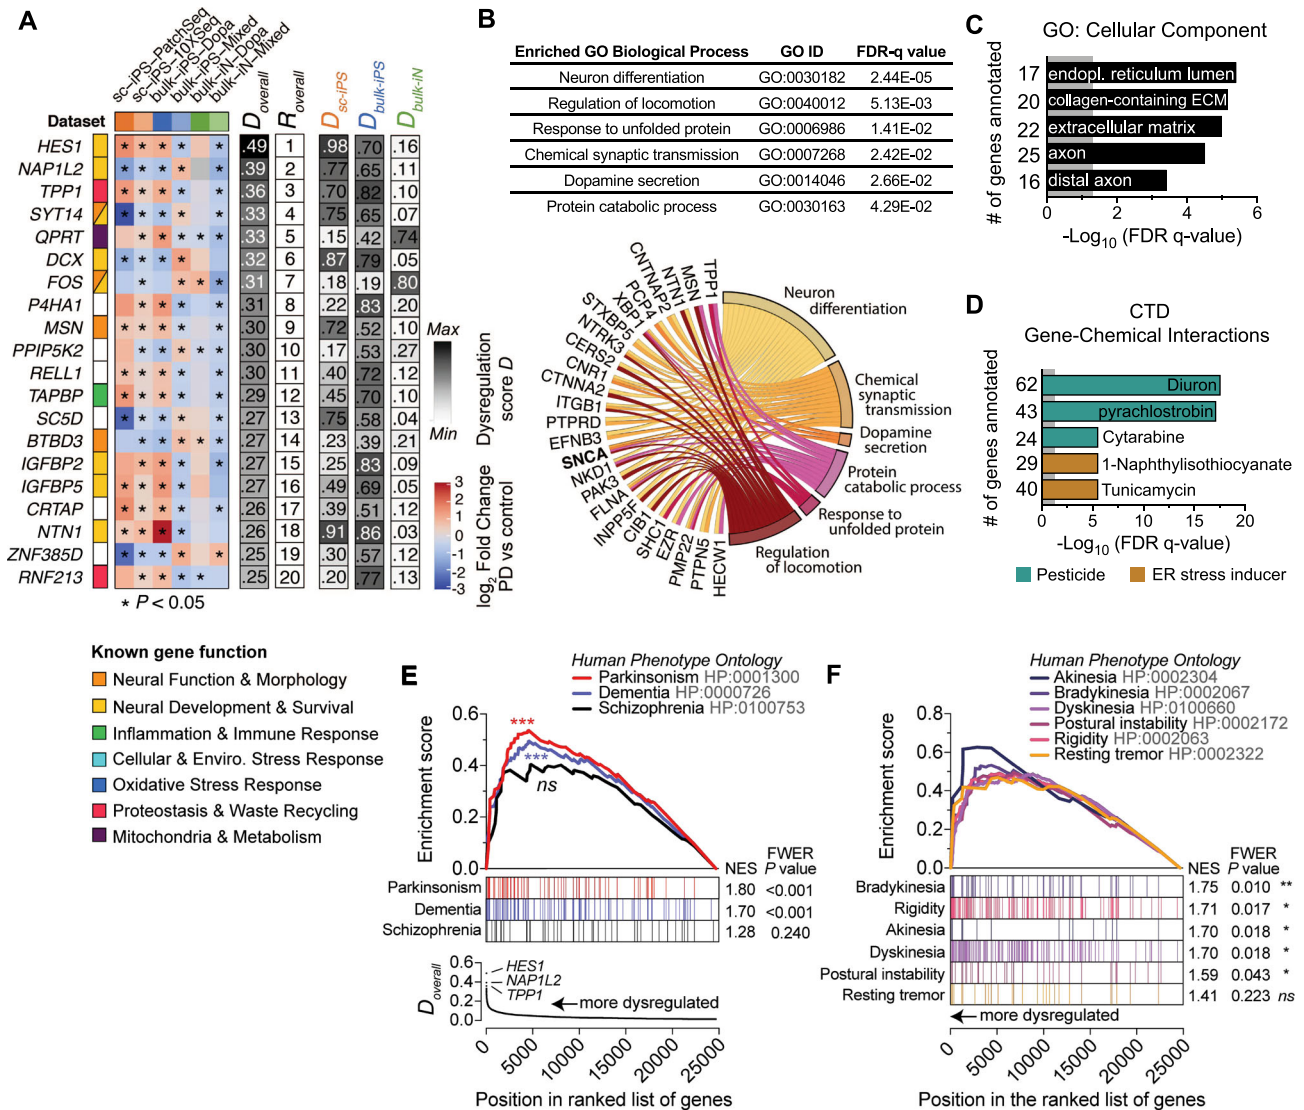 A
sc-iPS-PatchSeq
sc-iPS-10XSeq
bulk-iPS-Dopa
bulk-iPS-Mixed
bulk-iN-Dopa
bulk-iN-Mixed
Dataset
D overall
R overall
D sc-iPS
D bulk-iPS
D bulk-iN
HES1 * * * * * .49 1 .98 .70 .16
NAP1L2 * * * * * .39 2 .77 .65 .11
TPP1 * * * * * .36 3 .70 .82 .10
SYT14 * * * * * .33 4 .75 .65 .07
QPRT * * * * * .33 5 .15 .42 .74
DCX * * * * * .32 6 .87 .79 .05
FOS * * * * .31 7 .18 .19 .80
P4HA1 * * * * .31 8 .22 .83 .20
MSN * * * * * .30 9 .72 .52 .10
PPIP5K2 * * * * * .30 10 .17 .53 .27
RELL1 * * * * * .30 11 .40 .72 .12
TAPBP * * * * * .29 12 .45 .70 .10
SC5D * * * * .27 13 .75 .58 .04
BTBD3 * * * * * .27 14 .23 .39 .21
IGFBP2 * * * * .27 15 .25 .83 .09
IGFBP5 * * * * .27 16 .49 .69 .05
CRTAP * * * * * .26 17 .39 .51 .12
NTN1 * * * * * .26 18 .91 .86 .03
ZNF385D * * * * * .25 19 .30 .57 .12
RNF213 * * * * .25 20 .20 .77 .13
* P < 0.05
Max
Min
Dysregulation score D
3
2
1
0
-1
-2
-3
log2 Fold Change
PD vs control
Known gene function
Neural Function & Morphology
Neural Development & Survival
Inflammation & Immune Response
Cellular & Enviro. Stress Response
Oxidative Stress Response
Proteostasis & Waste Recycling
Mitochondria & Metabolism
B
Enriched GO Biological Process GO ID FDR-q value
Neuron differentiation GO:0030182 2.44E-05
Regulation of locomotion GO:0040012 5.13E-03
Response to unfolded protein GO:0006986 1.41E-02
Chemical synaptic transmission GO:0007268 2.42E-02
Dopamine secretion GO:0014046 2.66E-02
Protein catabolic process GO:0030163 4.29E-02
TPP1
MSN
NTN1
CNTNAP2
PCP4
XBP1
STXBP5
NTRK3
CERS2
CNR1
CTNNA2
ITGB1
PTPRD
EFNB3
SNCA
NKD1
PAK3
FLNA
INPP5F
CIB1
SHC1
EZR
PMP22
PTPN5
HECW1
Neuron
differentiation
Chemical
synaptic
transmission
Dopamine
secretion
Protein
catabolic process
Response to
unfolded protein
Regulation
of locomotion
C
GO: Cellular Component
# of genes annotated
17 endopl. reticulum lumen
20 collagen-containing ECM
22 extracellular matrix
25 axon
16 distal axon
0 2 4 6
-Log10 (FDR q-value)
D
CTD
Gene-Chemical Interactions
# of genes annotated
62 Diuron
43 pyrachlostrobin
24 Cytarabine
29 1-Naphthylisothiocyanate
40 Tunicamycin
0 5 10 15 20
-Log10 (FDR q-value)
Pesticide
ER stress inducer
E
Human Phenotype Ontology
Parkinsonism HP:0001300
Dementia HP:0000726
Schizophrenia HP:0100753
Enrichment score
0.6
0.4
0.2
0.0
***
***
ns
NES
FWER
P value
Parkinsonism 1.80 <0.001
Dementia 1.70 <0.001
Schizophrenia 1.28 0.240
D overall
0.6
0.4
0.2
0.0
HES1
NAP1L2
TPP1
more dysregulated
0 5000 10000 15000 20000 25000
Position in ranked list of genes
F
Human Phenotype Ontology
Akinesia HP:0002304
Bradykinesia HP:0002067
Dyskinesia HP:0100660
Postural instability HP:0002172
Rigidity HP:0002063
Resting tremor HP:0002322
Enrichment score
0.8
0.6
0.4
0.2
0.0
NES
FWER
P value
Bradykinesia 1.75 0.010 **
Rigidity 1.71 0.017 *
Akinesia 1.70 0.018 *
Dyskinesia 1.70 0.018 *
Postural instability 1.59 0.043 *
Resting tremor 1.41 0.223 ns
more dysregulated
0 5000 10000 15000 20000 25000
Position in the ranked list of genes